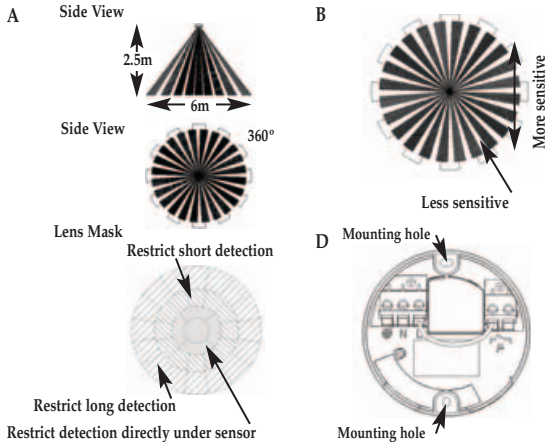 A
Side View
2.5m
6m
Side View
360º
Lens Mask
Restrict short detection
Restrict long detection
Restrict detection directly under sensor
B
More sensitive
Less sensitive
D
Mounting hole
N
L
µ
Mounting hole